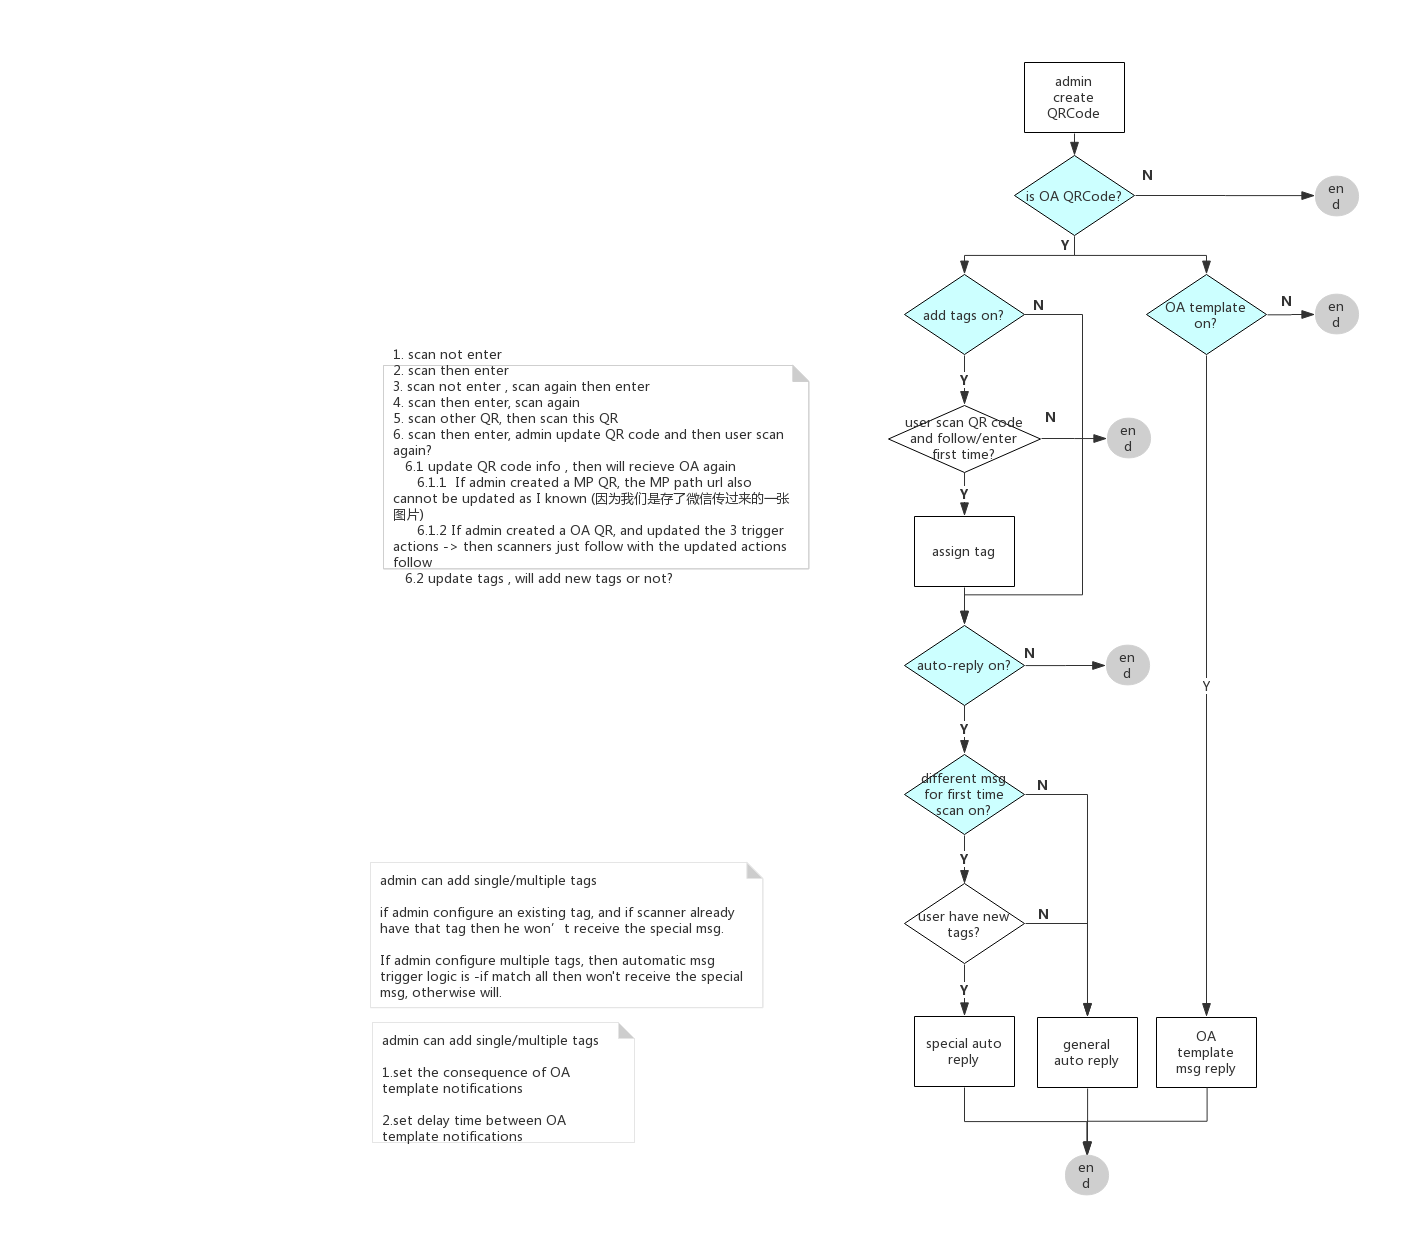 admin
create
QRCode
is OA QRCode?
N
en
d
Y
add tags on?
N
OA template
on?
N
en
d
1. scan not enter
2. scan then enter
3. scan not enter , scan again then enter
4. scan then enter, scan again
5. scan other QR, then scan this QR
6. scan then enter, admin update QR code and then user scan
again?
6.1 update QR code info , then will recieve OA again
6.1.1  If admin created a MP QR, the MP path url also
cannot be updated as I known (因为我们是存了微信传过来的一张
图片)
6.1.2 If admin created a OA QR, and updated the 3 trigger
actions -> then scanners just follow with the updated actions
follow
6.2 update tags , will add new tags or not?
Y
user scan QR code
and follow/enter
first time?
N
en
d
Y
assign tag
auto-reply on?
N
en
d
Y
Y
different msg
for first time
scan on?
N
Y
user have new
tags?
N
Y
admin can add single/multiple tags
if admin configure an existing tag, and if scanner already
have that tag then he won’t receive the special msg.
If admin configure multiple tags, then automatic msg
trigger logic is -if match all then won't receive the special
msg, otherwise will.
admin can add single/multiple tags
1.set the consequence of OA
template notifications
2.set delay time between OA
template notifications
special auto
reply
general
auto reply
OA
template
msg reply
en
d